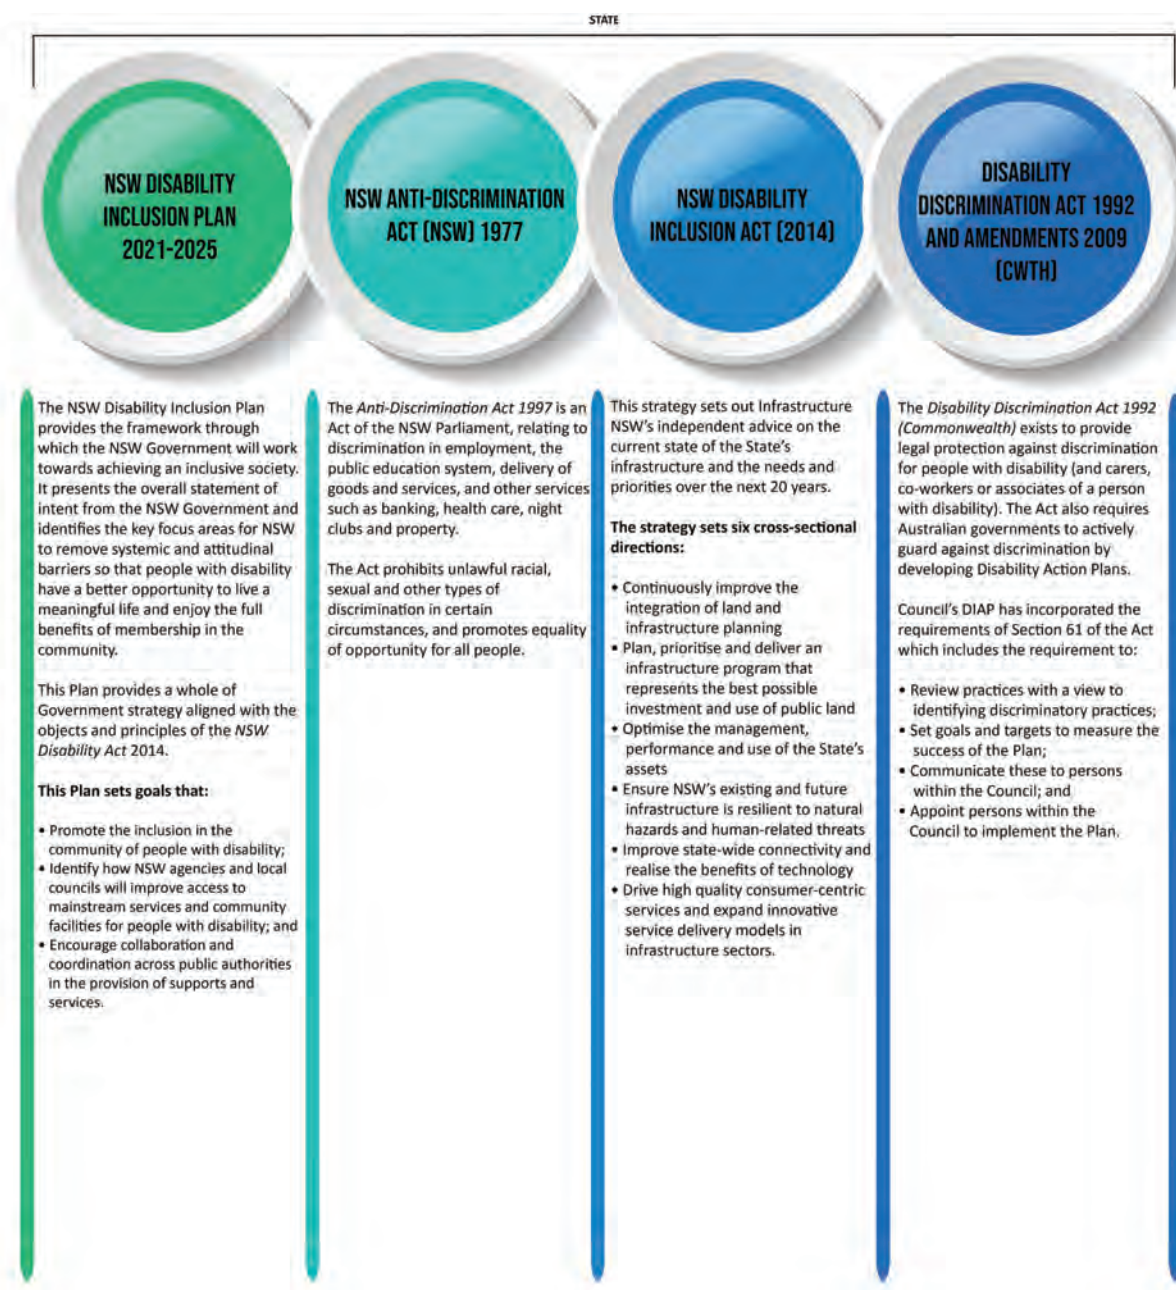 STATE
NSW DISABILITY
INCLUSION PLAN
2021-2025
The NSW Disability Inclusion Plan
provides the framework through
which the NSW Government will work
towards achieving an inclusive society.
It presents the overall statement of
intent from the NSW Government and
identifies the key focus areas for NSW
to remove systemic and attitudinal
barriers so that people with disability
have a better opportunity to live a
meaningful life and enjoy the full
benefits of membership in the
community.
This Plan provides a whole of
Government strategy aligned with the
objects and principles of the NSW
Disability Act 2014.
This Plan sets goals that:
• Promote the inclusion in the
community of people with disability;
• Identify how NSW agencies and local
councils will improve access to
mainstream services and community
facilities for people with disability; and
• Encourage collaboration and
coordination across public authorities
in the provision of supports and
services.
NSW ANTI-DISCRIMINATION
ACT (NSW) 1977
The Anti-Discrimination Act 1997 is an
Act of the NSW Parliament, relating to
discrimination in employment, the
public education system, delivery of
goods and services, and other services
such as banking, health care, night
clubs and property.
The Act prohibits unlawful racial,
sexual and other types of
discrimination in certain
circumstances, and promotes equality
of opportunity for all people.
NSW DISABILITY
INCLUSION ACT (2014)
This strategy sets out Infrastructure
NSW's independent advice on the
current state of the State's
infrastructure and the needs and
priorities over the next 20 years.
The strategy sets six cross-sectional
directions:
• Continuously improve the
integration of land and
infrastructure planning
• Plan, prioritise and deliver an
infrastructure program that
represents the best possible
investment and use of public land
• Optimise the management,
performance and use of the State's
assets
• Ensure NSW's existing and future
infrastructure is resilient to natural
hazards and human-related threats
• Improve state-wide connectivity and
realise the benefits of technology
• Drive high quality consumer-centric
services and expand innovative
service delivery models in
infrastructure sectors.
DISABILITY
DISCRIMINATION ACT 1992
AND AMENDMENTS 2009
(CWTH)
The Disability Discrimination Act 1992
(Commonwealth) exists to provide
legal protection against discrimination
for people with disability (and carers,
co-workers or associates of a person
with disability). The Act also requires
Australian governments to actively
guard against discrimination by
developing Disability Action Plans.
Council's DIAP has incorporated the
requirements of Section 61 of the Act
which includes the requirement to:
• Review practices with a view to
identifying discriminatory practices;
• Set goals and targets to measure the
success of the Plan;
• Communicate these to persons
within the Council; and
• Appoint persons within the
Council to implement the Plan.